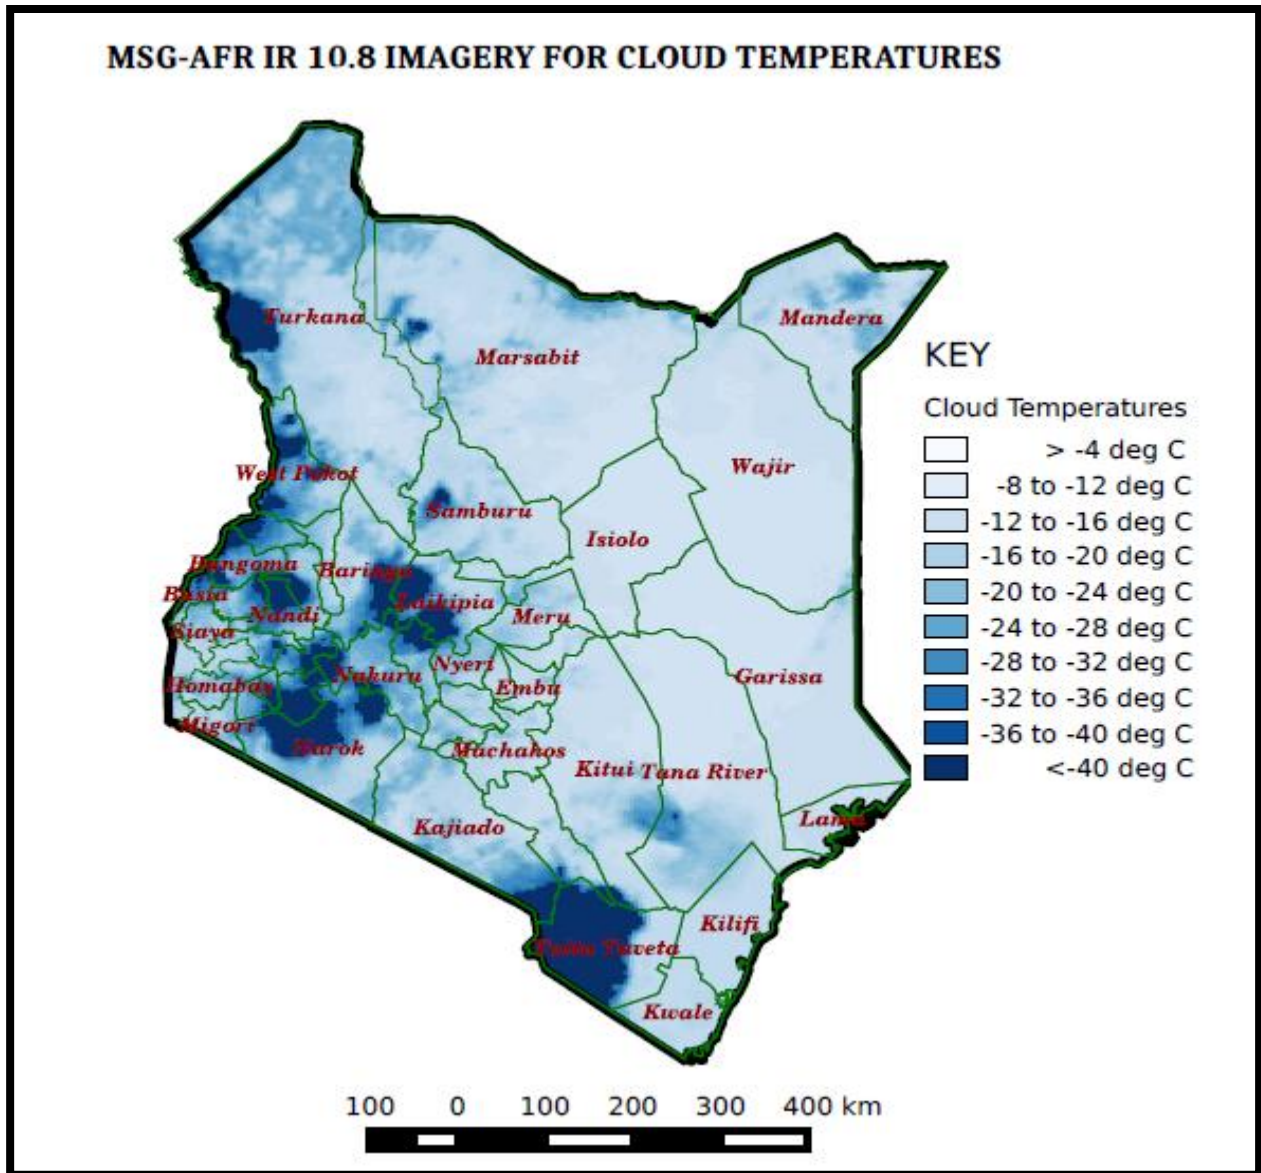 MSG-AFR IR 10.8 IMAGERY FOR CLOUD TEMPERATURES
Turkana
Mandera
Marsabit
KEY
Cloud Temperatures
> -4 deg C
-8 to -12 deg C
-12 to -16 deg C
-16 to -20 deg C
-20 to -24 deg C
-24 to -28 deg C
-28 to -32 deg C
-32 to -36 deg C
-36 to -40 deg C
<-40 deg C
West Pokot
Wajir
Samburu
Isiolo
Bungoma
Baringo
Busia
Laikipia
Nandi
Meru
Siaya
Nyeri
Nakuru
Garissa
Homabay
Embu
Migori
Narok
Machakos
Kitui
Tana River
Lamu
Kajiado
Kilifi
Taita Taveta
Kwale
100 0 100 200 300 400 km